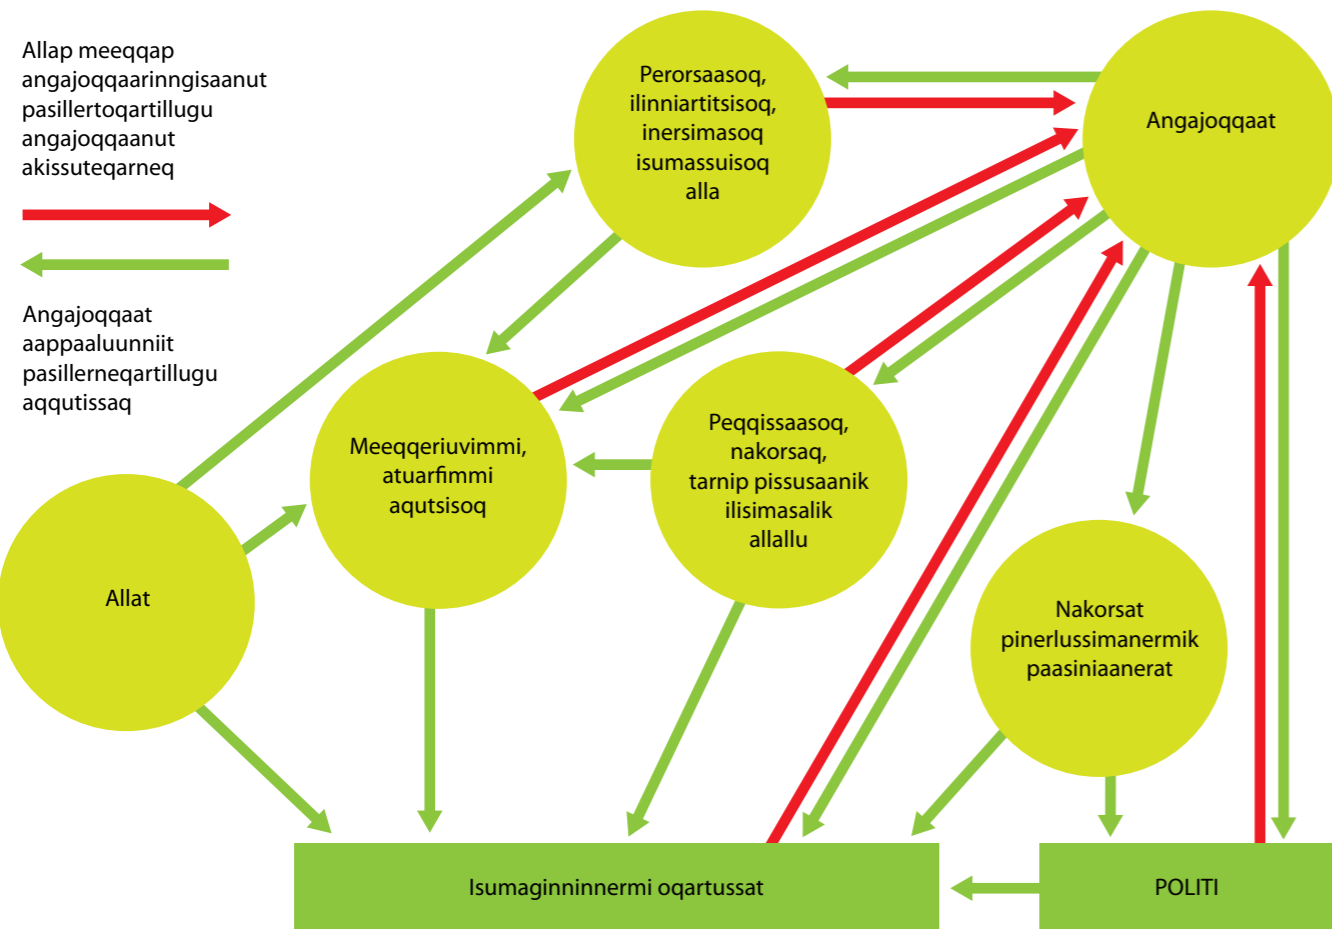 Allap meeqqap
angajoqqaarinngisaanut
pasillertoqartillugu
angajoqqaanut
akissuteqarneq
Angajoqqaat
aappaaluunniit
pasillerneqartillugu
aqqutissaq
Perorsaasoq,
ilinniartitsisoq,
inersimasoq
isumassuisoq
alla
Angajoqqaat
Meeqqeriuvimmi,
atuarfimmi
aqutsisoq
Peqqissaasoq,
nakorsaq,
tarnip pissusaanik
ilisimasalik
allallu
Allat
Nakorsat
pinerlussimanermik
paasiniaanerat
Isumaginninnermi oqartussat
POLITI